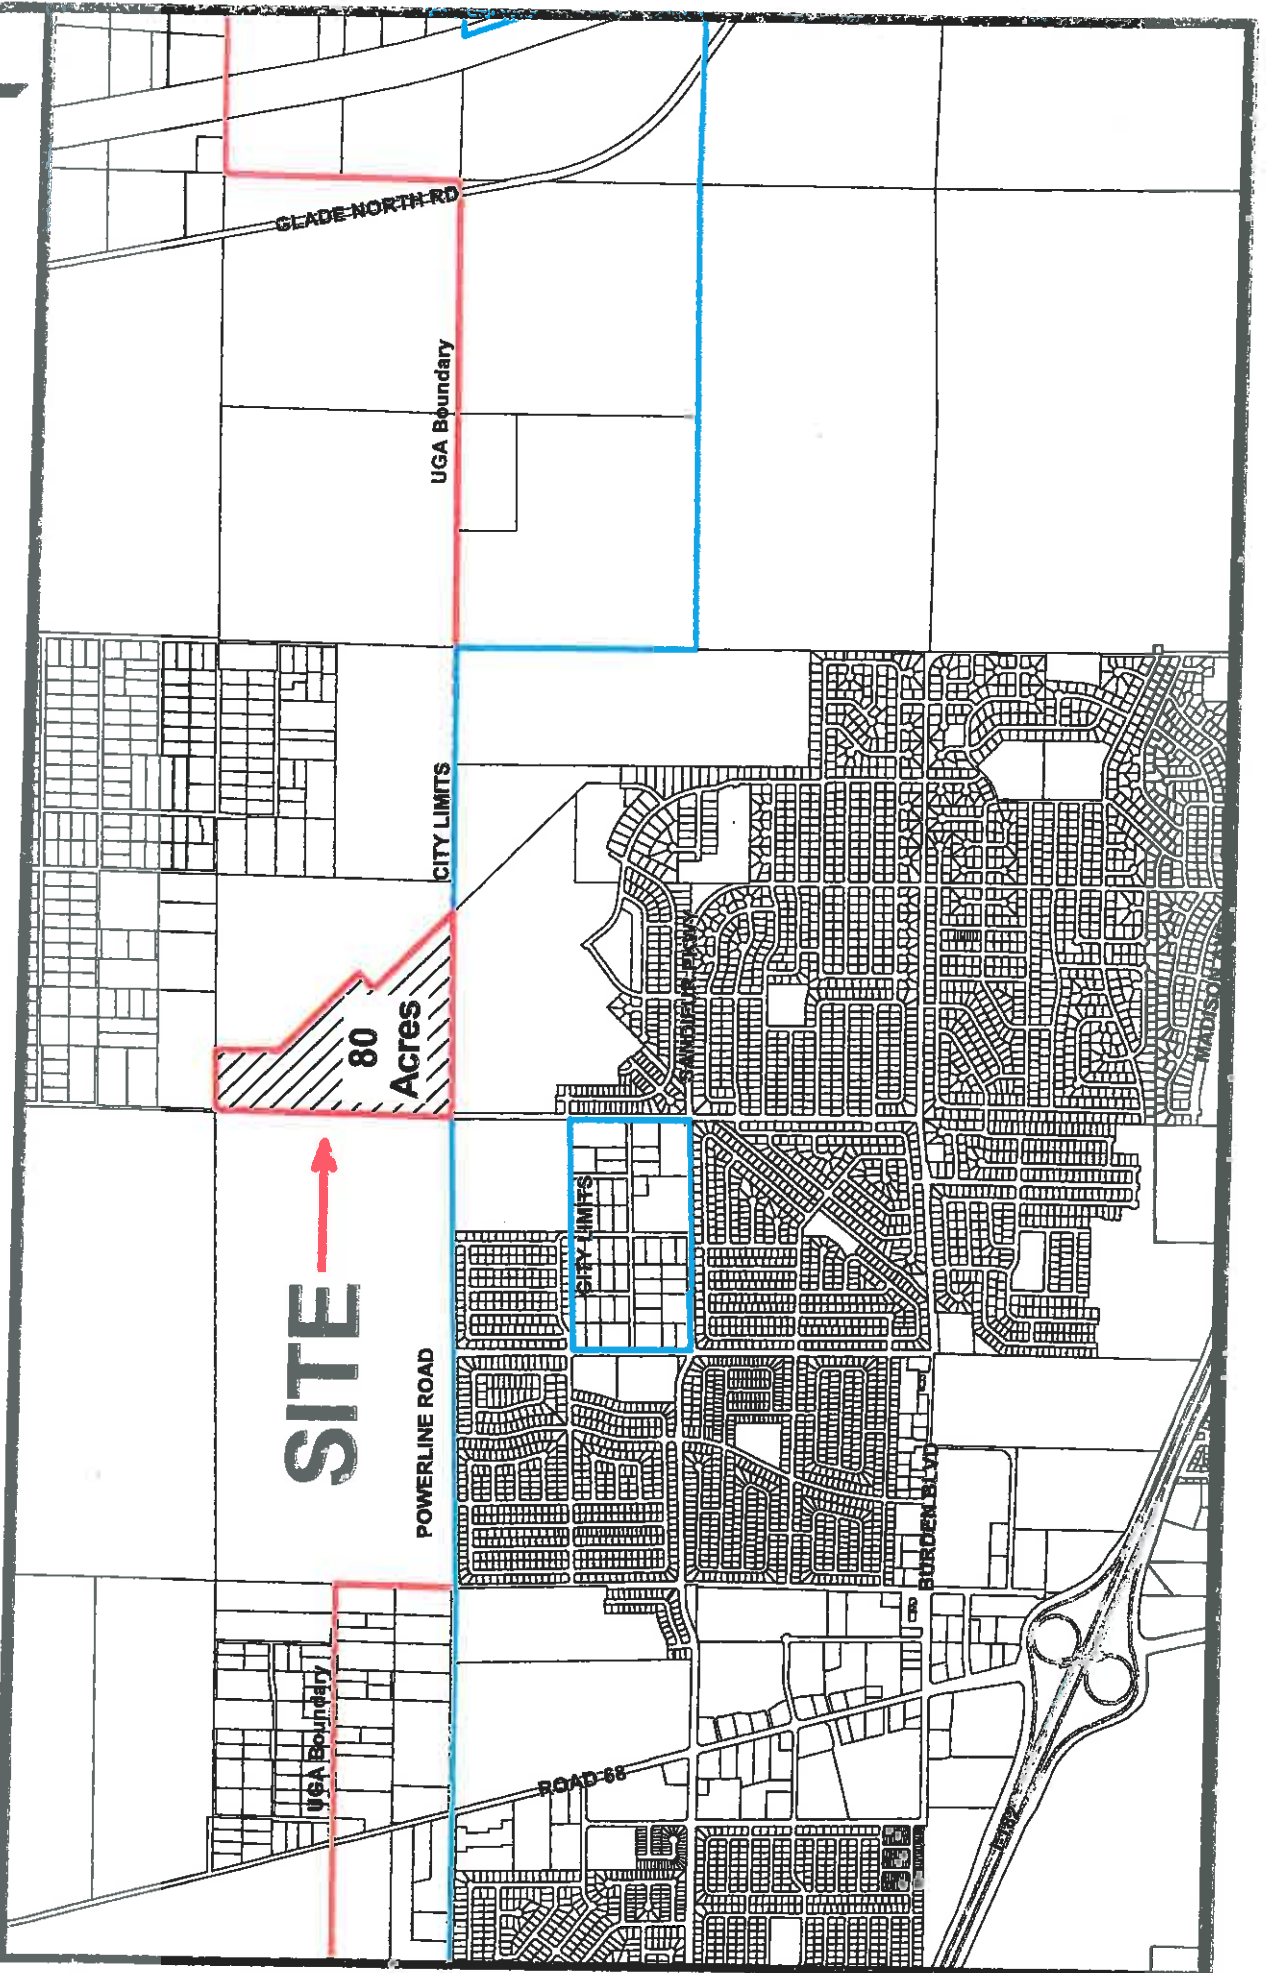 GLADE NORTH RD
UGA Boundary
CITY LIMITS
80
Acres
SANDIFUR PKWY
MADISON AV
SITE
CITY LIMITS
POWERLINE ROAD
BURDEN BLVD
UGA Boundary
ROAD 68
I-182